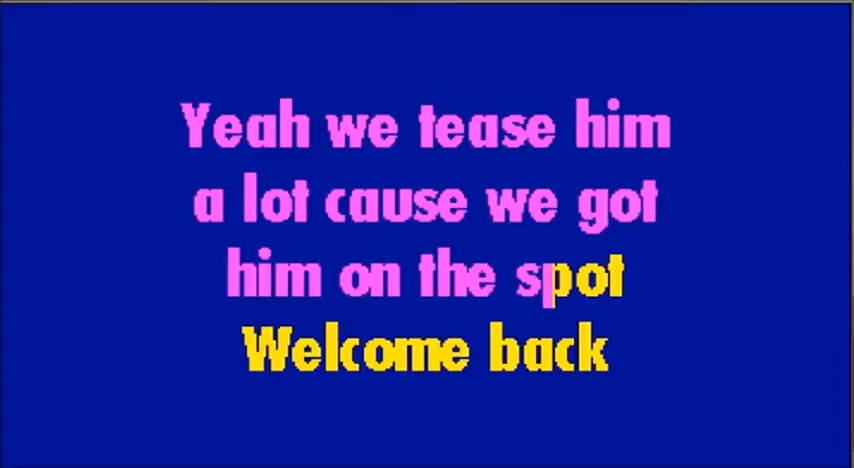 Yeah we tease him
a lot cause we got
him on the spot
Welcome back